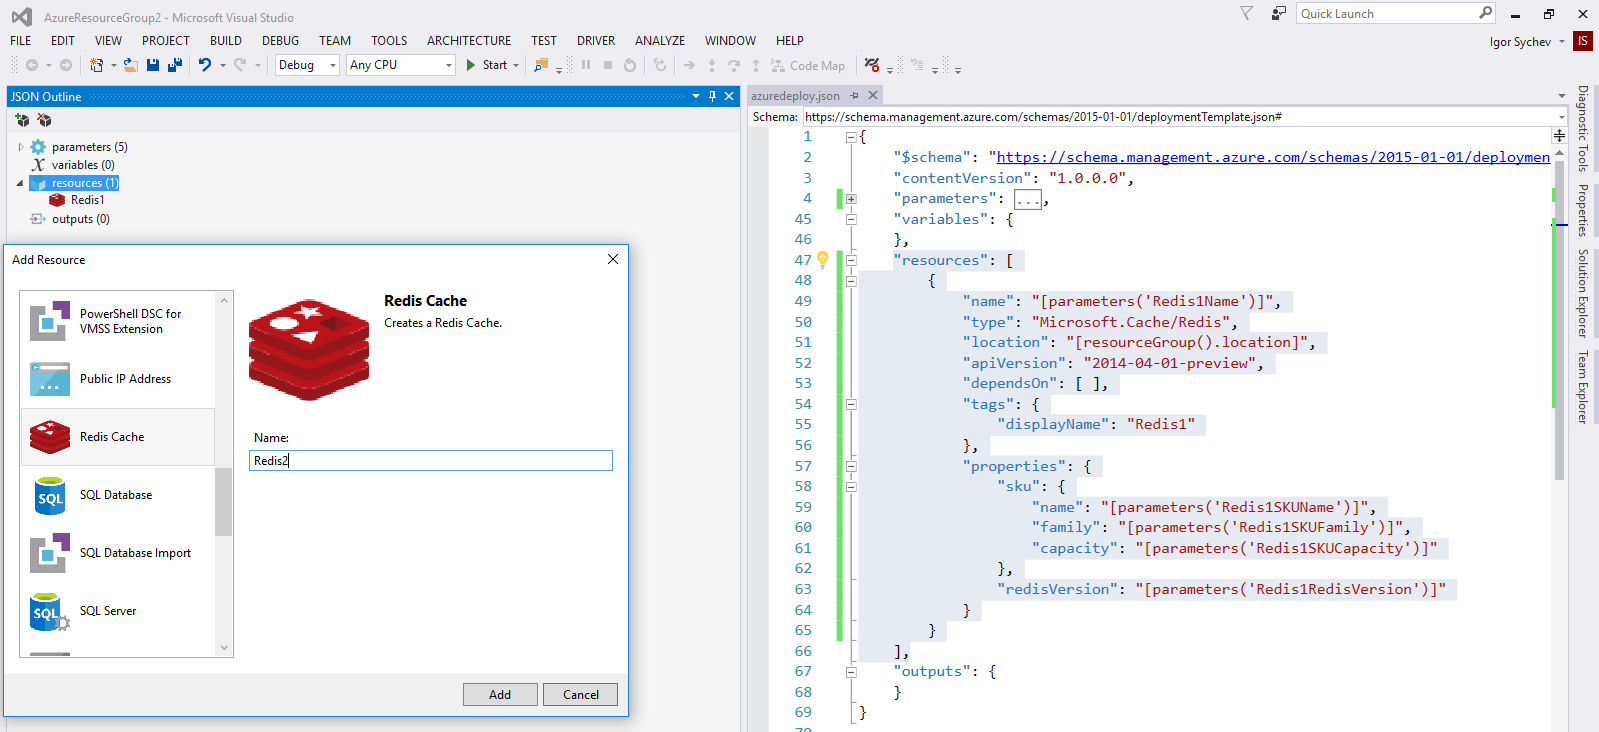 AzureResourceGroup2 - Microsoft Visual Studio
Quick Launch
FILE EDIT VIEW PROJECT BUILD DEBUG TEAM TOOLS ARCHITECTURE TEST DRIVER ANALYZE WINDOW HELP
Igor Sychev IS
Debug Any CPU Start Code Map
JSON Outline
parameters (5)
variables (0)
resources (1)
Redis1
outputs (0)
Add Resource
PowerShell DSC for
VMSS Extension
Public IP Address
Redis Cache
SQL Database
SQL Database Import
SQL Server
Redis Cache
Creates a Redis Cache.
Name:
Redis2
Add Cancel
azuredeploy.json
Schema: https://schema.management.azure.com/schemas/2015-01-01/deploymentTemplate.json#
1 {
2 "$schema": "https://schema.management.azure.com/schemas/2015-01-01/deploymen
3 "contentVersion": "1.0.0.0",
4 "parameters": ...,
45 "variables": {
46 },
47 "resources": [
48 {
49 "name": "[parameters('Redis1Name')]",
50 "type": "Microsoft.Cache/Redis",
51 "location": "[resourceGroup().location]",
52 "apiVersion": "2014-04-01-preview",
53 "dependsOn": [ ],
54 "tags": {
55 "displayName": "Redis1"
56 },
57 "properties": {
58 "sku": {
59 "name": "[parameters('Redis1SKUName')]",
60 "family": "[parameters('Redis1SKUFamily')]",
61 "capacity": "[parameters('Redis1SKUCapacity')]"
62 },
63 "redisVersion": "[parameters('Redis1RedisVersion')]"
64 }
65 }
66 ],
67 "outputs": {
68 }
69 }
Diagnostic Tools
Properties
Solution Explorer
Team Explorer